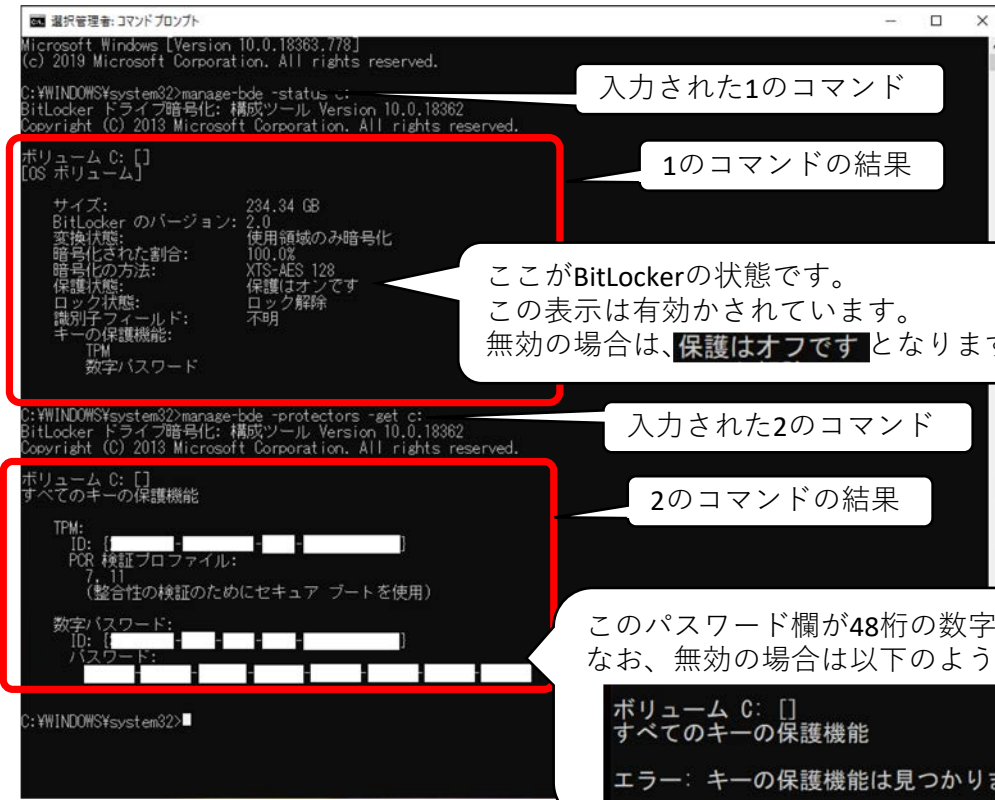 選択管理者: コマンド プロンプト
Microsoft Windows [Version 10.0.18363.778]
(c) 2019 Microsoft Corporation. All rights reserved.
C:¥WINDOWS¥system32>manage-bde -status c:
BitLocker ドライブ暗号化: 構成ツール Version 10.0.18362
Copyright (C) 2013 Microsoft Corporation. All rights reserved.
入力された1のコマンド
ボリューム C: []
[OS ボリューム]
1のコマンドの結果
サイズ: 234.34 GB
BitLocker のバージョン: 2.0
変換状態: 使用領域のみ暗号化
暗号化された割合: 100.0%
暗号化の方法: XTS-AES 128
保護状態: 保護はオンです
ロック状態: ロック解除
識別子フィールド: 不明
キーの保護機能:
TPM
数字パスワード
ここがBitLockerの状態です。
この表示は有効かされています。
無効の場合は、保護はオフです となります
C:¥WINDOWS¥system32>manage-bde -protectors -get c:
BitLocker ドライブ暗号化: 構成ツール Version 10.0.18362
Copyright (C) 2013 Microsoft Corporation. All rights reserved.
入力された2のコマンド
ボリューム C: []
すべてのキーの保護機能
2のコマンドの結果
TPM:
ID: { - - - }
PCR 検証プロファイル:
7, 11
(整合性の検証のためにセキュア ブートを使用)
数字パスワード:
ID: { - - - - }
パスワード:
- - - - - - -
このパスワード欄が48桁の数字
なお、無効の場合は以下のよう
ボリューム C: []
すべてのキーの保護機能
エラー: キーの保護機能は見つかりま
C:¥WINDOWS¥system32>